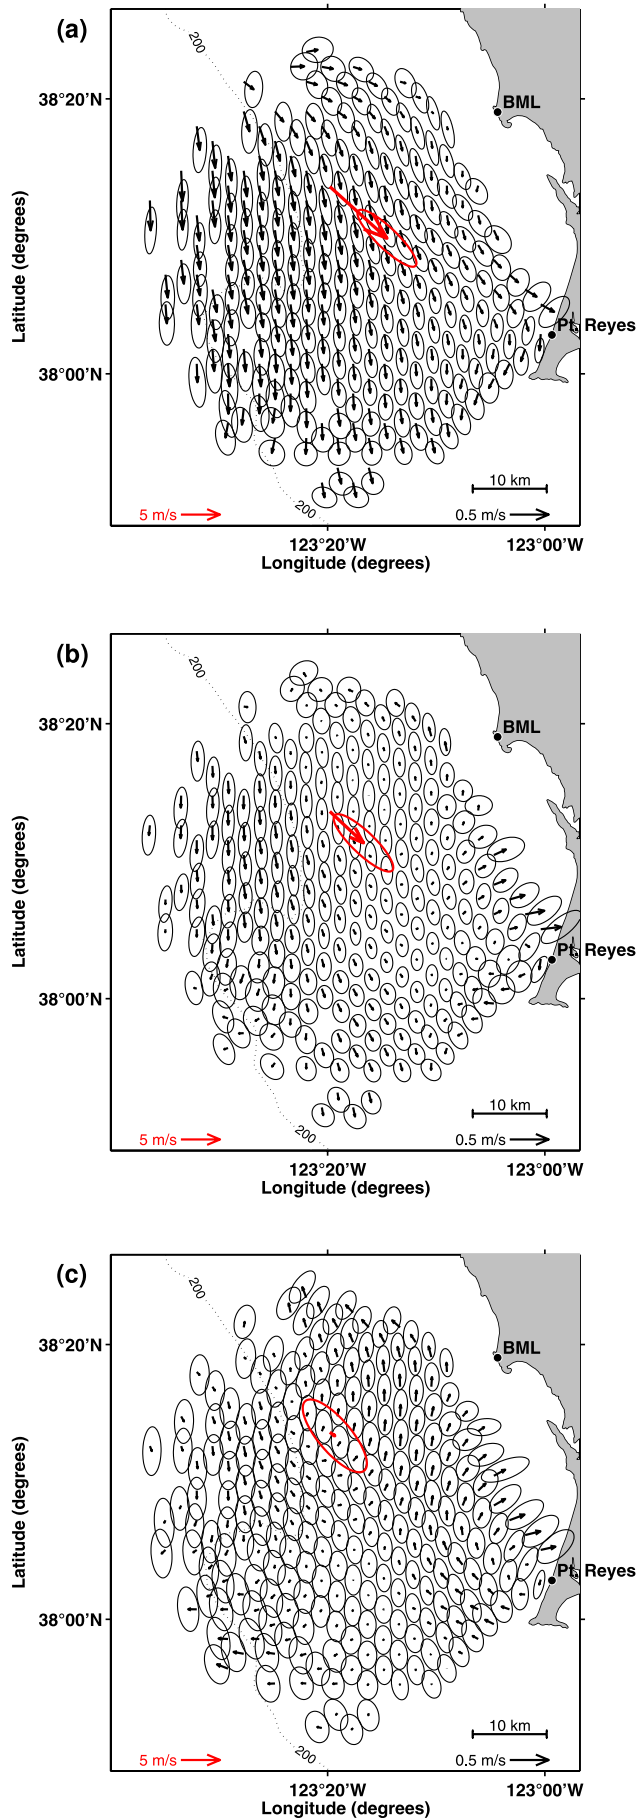 (a)
200
38°20'N
BML
Latitude (degrees)
Pt. Reyes
38°00'N
10 km
5 m/s
200
0.5 m/s
123°20'W
123°00'W
Longitude (degrees)
(b)
200
38°20'N
BML
Latitude (degrees)
Pt. Reyes
38°00'N
10 km
5 m/s
200
0.5 m/s
123°20'W
123°00'W
Longitude (degrees)
(c)
200
38°20'N
BML
Latitude (degrees)
Pt. Reyes
38°00'N
10 km
5 m/s
200
0.5 m/s
123°20'W
123°00'W
Longitude (degrees)